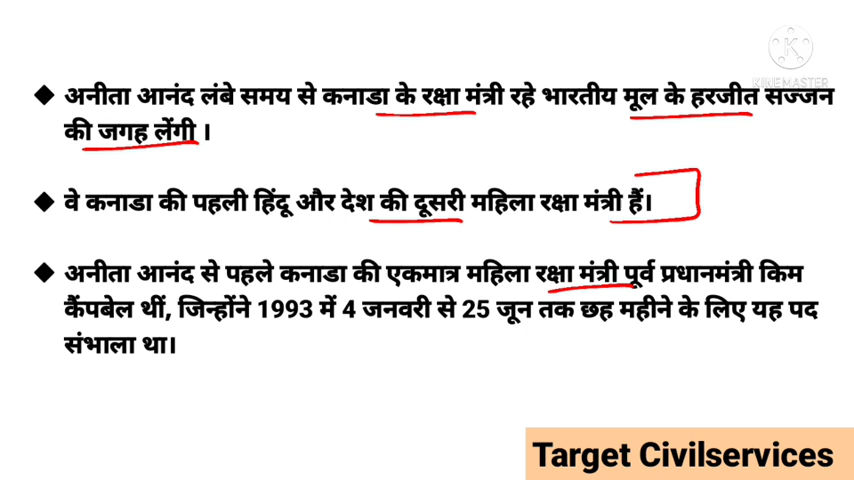 K
KINEMASTER
◆ अनीता आनंद लंबे समय से कनाडा के रक्षा मंत्री रहे भारतीय मूल के हरजीत सज्जन
की जगह लेंगी ।
◆ वे कनाडा की पहली हिंदू और देश की दूसरी महिला रक्षा मंत्री हैं।
◆ अनीता आनंद से पहले कनाडा की एकमात्र महिला रक्षा मंत्री पूर्व प्रधानमंत्री किम
कैंपबेल थीं, जिन्होंने 1993 में 4 जनवरी से 25 जून तक छह महीने के लिए यह पद
संभाला था।
Target Civilservices